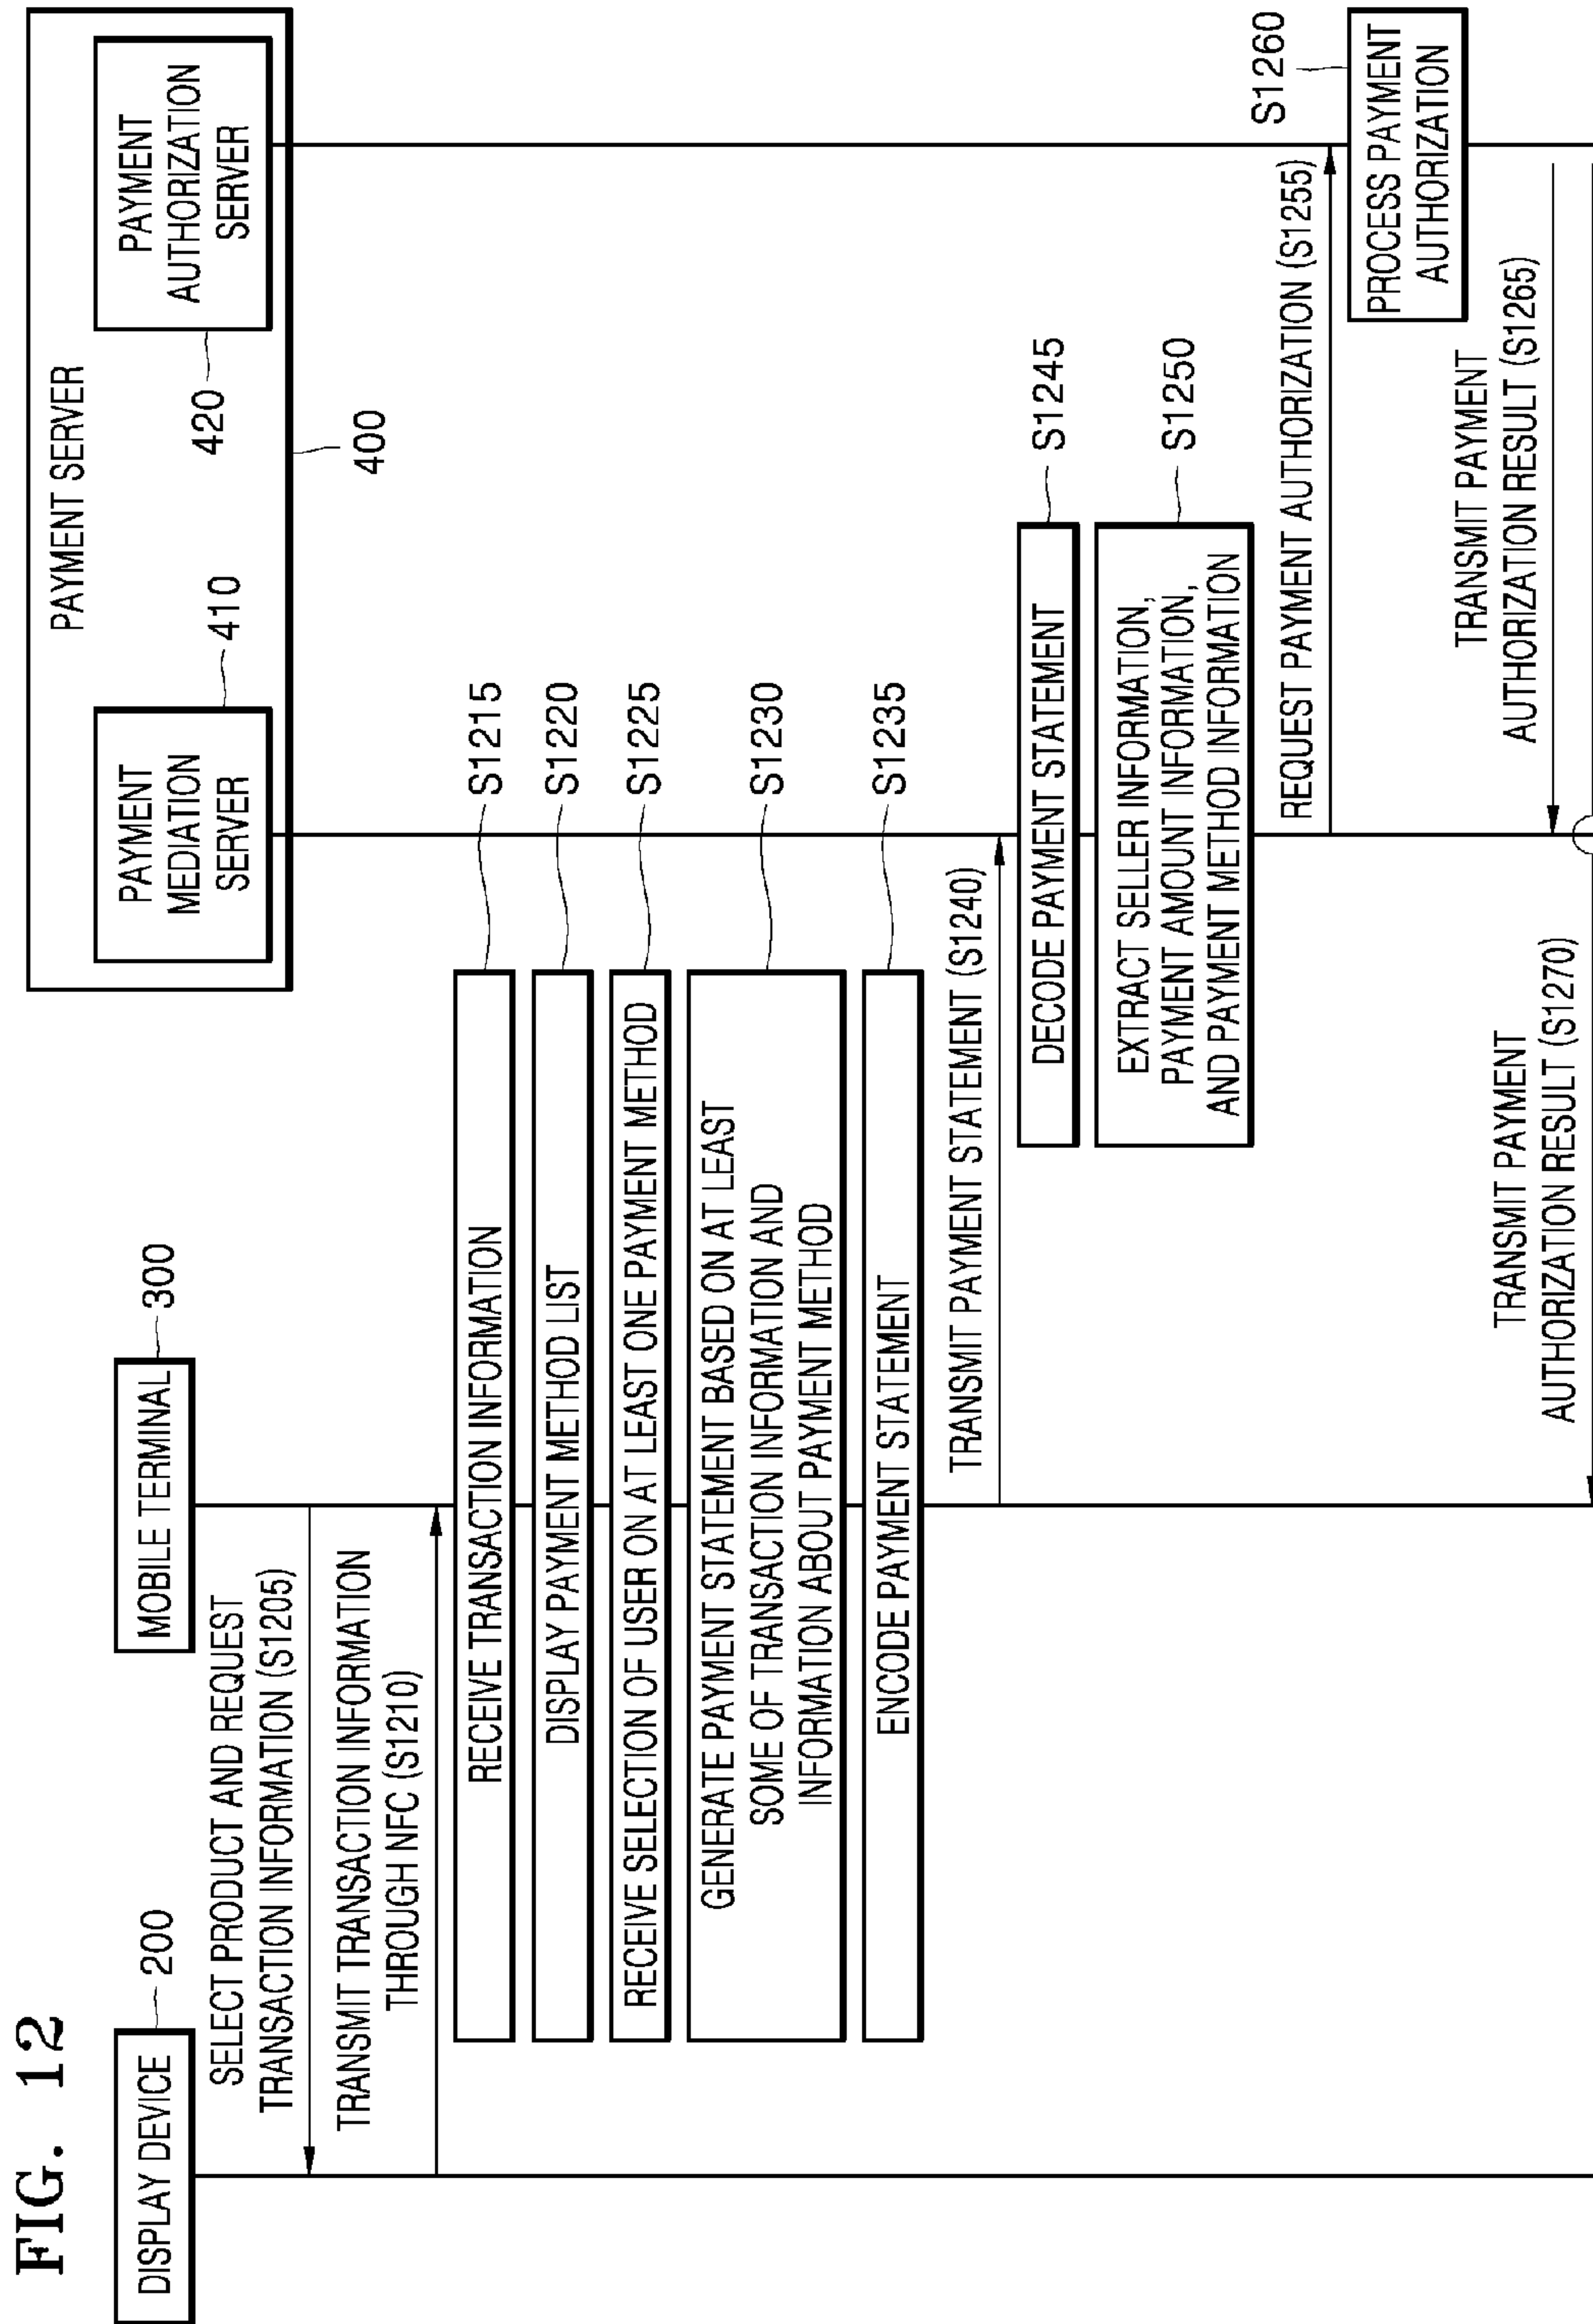 FIG. 12
PAYMENT SERVER
DISPLAY DEVICE
200
MOBILE TERMINAL
300
PAYMENT
MEDIATION
SERVER
410
PAYMENT
AUTHORIZATION
SERVER
420
400
SELECT PRODUCT AND REQUEST
TRANSACTION INFORMATION (S1205)
TRANSMIT TRANSACTION INFORMATION
THROUGH NFC (S1210)
RECEIVE TRANSACTION INFORMATION
S1215
DISPLAY PAYMENT METHOD LIST
S1220
RECEIVE SELECTION OF USER ON AT LEAST ONE PAYMENT METHOD
S1225
GENERATE PAYMENT STATEMENT BASED ON AT LEAST
SOME OF TRANSACTION INFORMATION AND
INFORMATION ABOUT PAYMENT METHOD
S1230
ENCODE PAYMENT STATEMENT
S1235
TRANSMIT PAYMENT STATEMENT (S1240)
DECODE PAYMENT STATEMENT
S1245
EXTRACT SELLER INFORMATION,
PAYMENT AMOUNT INFORMATION,
AND PAYMENT METHOD INFORMATION
S1250
REQUEST PAYMENT AUTHORIZATION (S1255)
S1260
PROCESS PAYMENT
AUTHORIZATION
TRANSMIT PAYMENT
AUTHORIZATION RESULT (S1265)
TRANSMIT PAYMENT
AUTHORIZATION RESULT (S1270)